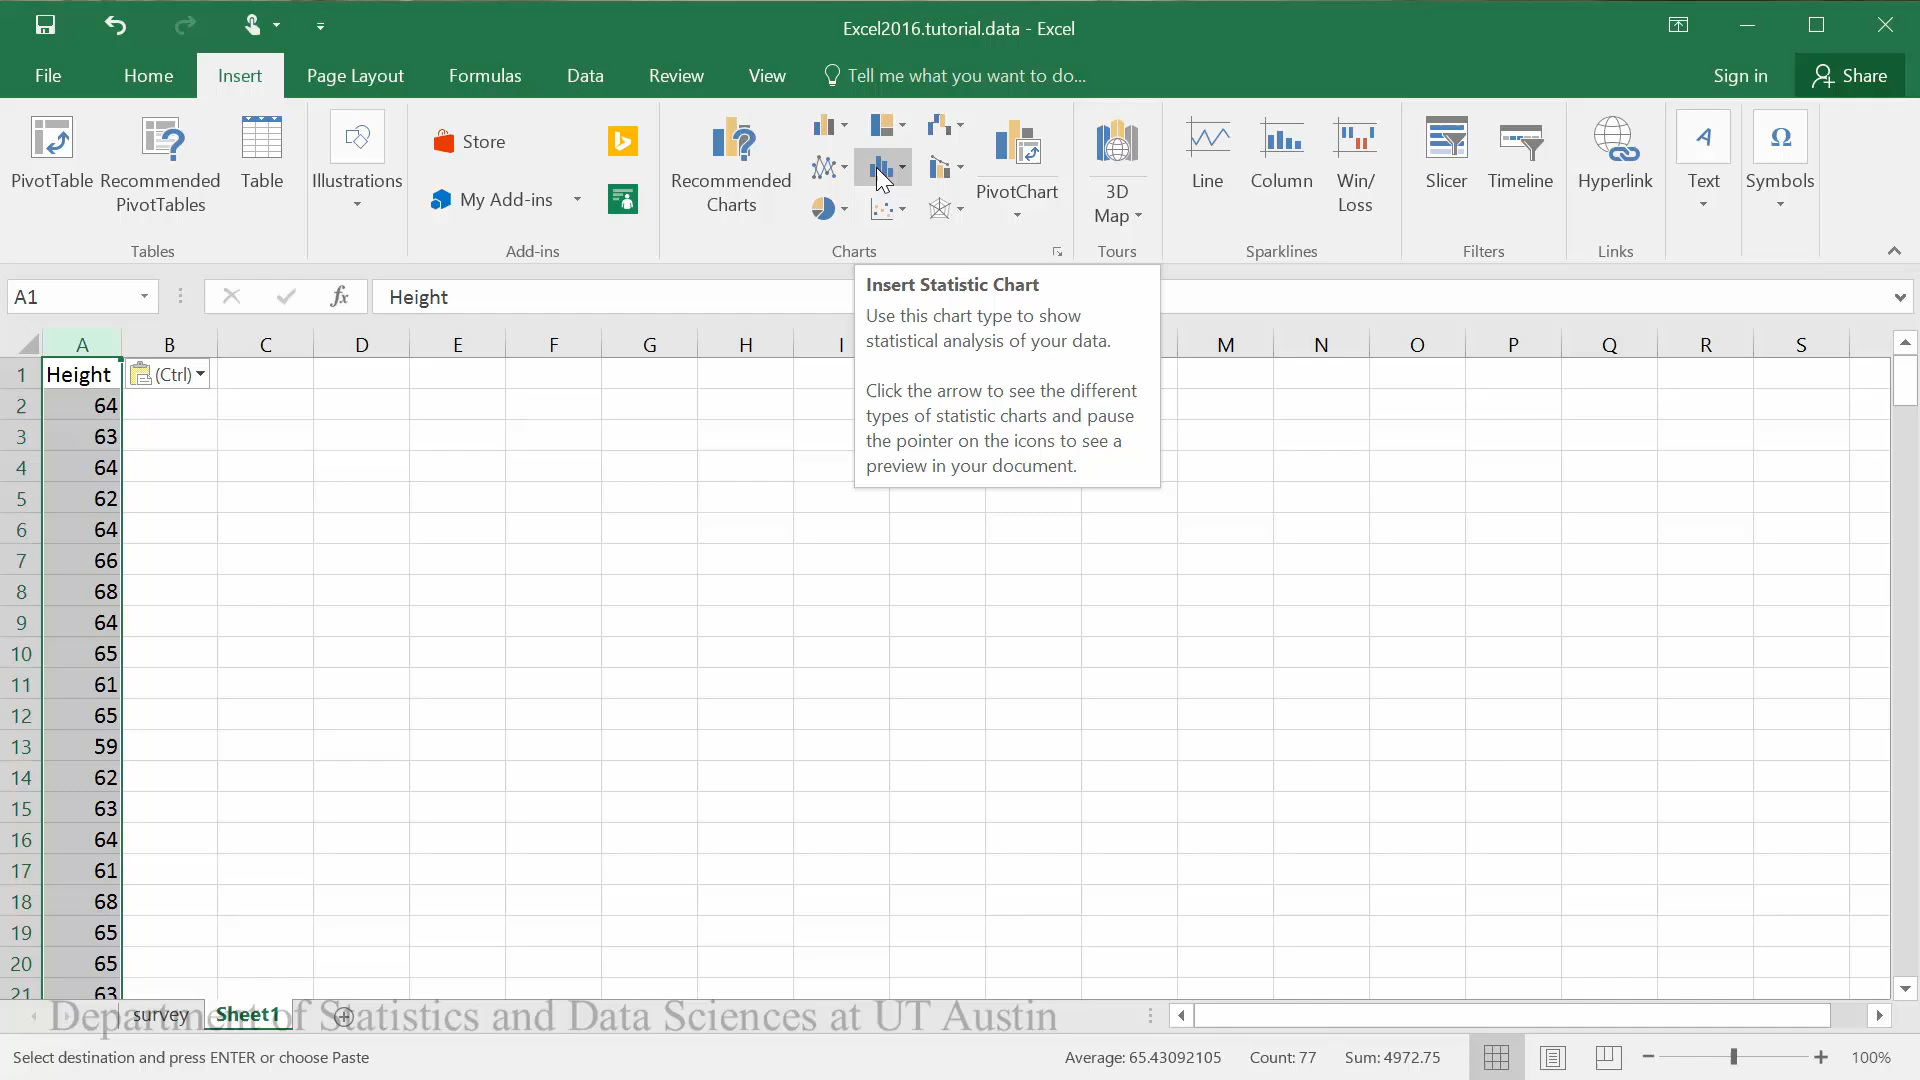 Excel2016.tutorial.data - Excel
File Home Insert Page Layout Formulas Data Review View Tell me what you want to do... Sign in Share
PivotTable
Recommended
PivotTables
Table
Tables
Illustrations
Store
My Add-ins
Add-ins
Recommended
Charts
PivotChart
Charts
3D
Map
Tours
Line
Column
Win/
Loss
Sparklines
Slicer
Timeline
Filters
Hyperlink
Links
A
Text
Ω
Symbols
A1
fx
Height
Insert Statistic Chart
Use this chart type to show
statistical analysis of your data.
Click the arrow to see the different
types of statistic charts and pause
the pointer on the icons to see a
preview in your document.
A B C D E F G H I M N O P Q R S
1 Height (Ctrl)
2 64
3 63
4 64
5 62
6 64
7 66
8 68
9 64
10 65
11 61
12 65
13 59
14 62
15 63
16 64
17 61
18 68
19 65
20 65
21 63
survey Sheet1
Department of Statistics and Data Sciences at UT Austin
Select destination and press ENTER or choose Paste
Average: 65.43092105 Count: 77 Sum: 4972.75 100%